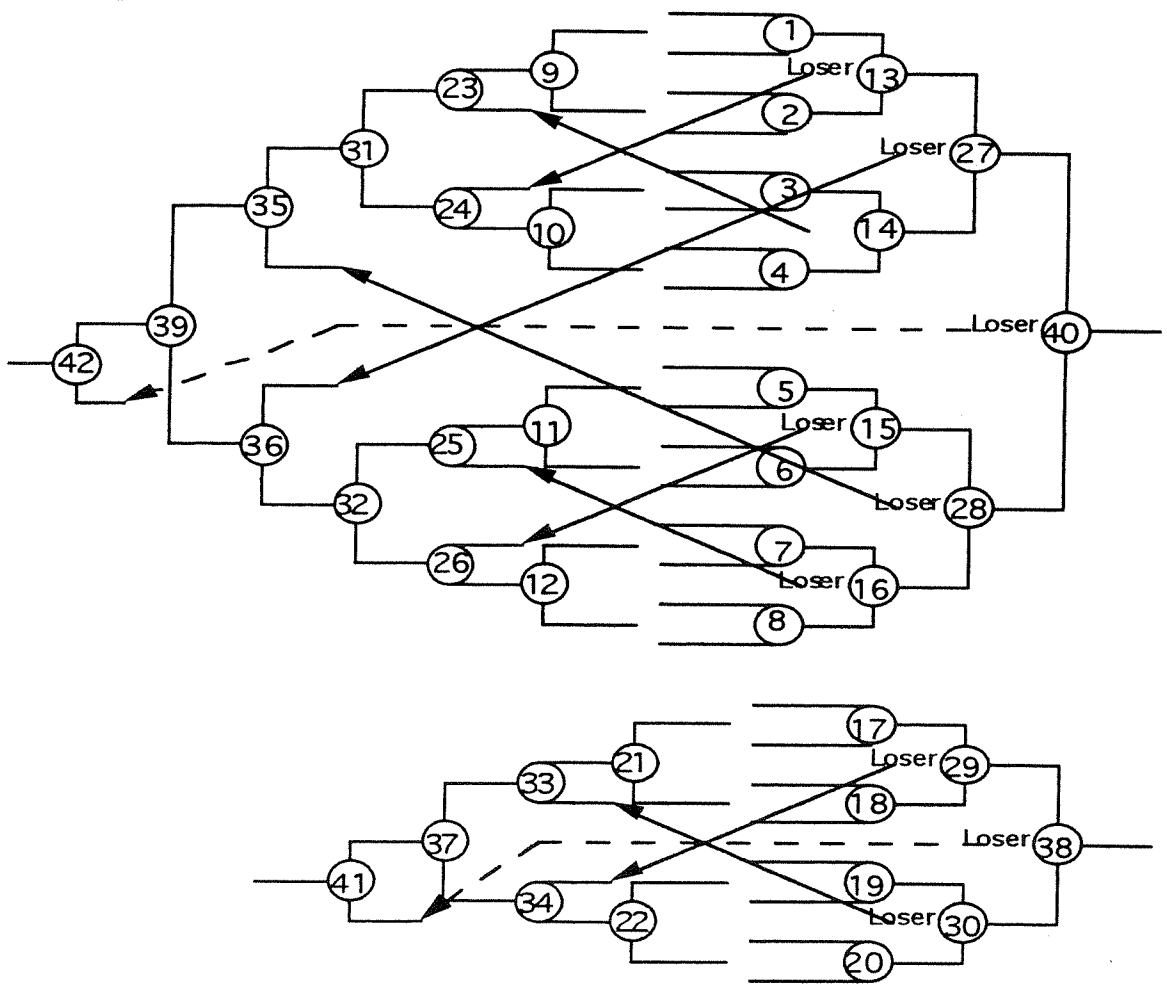 1
9 Loser 13
23 2
31 Loser 27
3
35 24 10 14
4
39 Loser 40
42
5
11 Loser 15
36 25 6
32 Loser 28
7
26 12 Loser 16
8
17
21 Loser 29
33 18
37 Loser 38
41 19
34 22 Loser 30
20